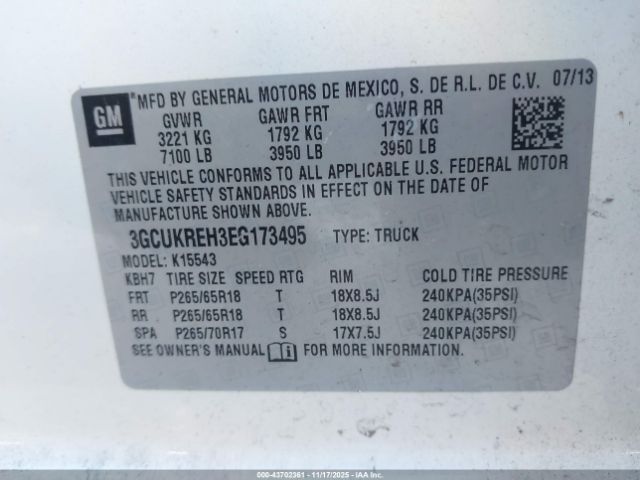 GM
*MFD BY GENERAL MOTORS DE MEXICO, S. DE R.L. DE C.V. 07/13
GVWR GAWR FRT GAWR RR
3221 KG 1792 KG 1792 KG
7100 LB 3950 LB 3950 LB
THIS VEHICLE CONFORMS TO ALL APPLICABLE U.S. FEDERAL MOTOR
VEHICLE SAFETY STANDARDS IN EFFECT ON THE DATE OF
MANUFACTURE SHOWN ABOVE.
3GCUKREH3EG173495 TYPE: TRUCK
MODEL: K15543
KBH7 TIRE SIZE SPEED RTG RIM COLD TIRE PRESSURE
FRT P265/65R18 T 18X8.5J 240KPA(35PSI)
RR P265/65R18 T 18X8.5J 240KPA(35PSI)
SPA P265/70R17 S 17X7.5J 240KPA(35PSI)
SEE OWNER'S MANUAL FOR MORE INFORMATION.
000-43702361 - 11/17/2025 - IAAI.COM